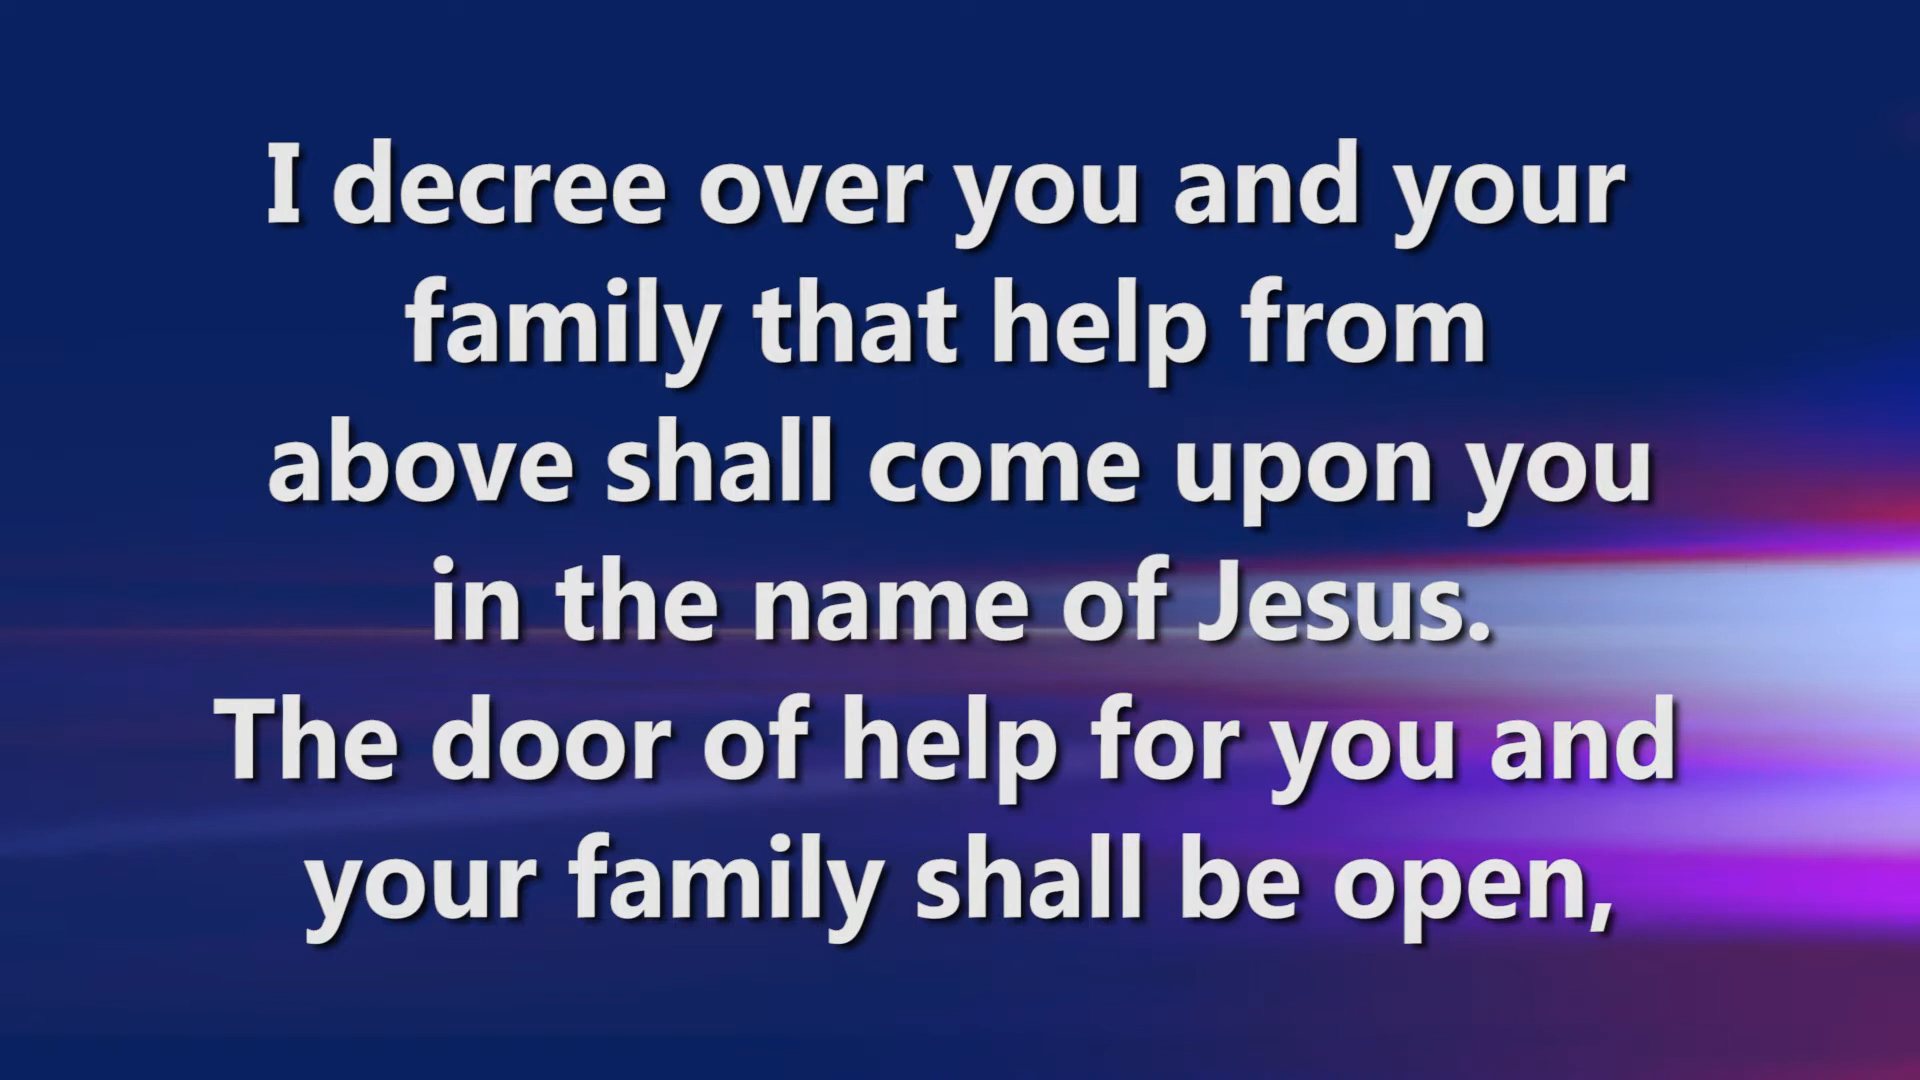 I decree over you and your
family that help from
above shall come upon you
in the name of Jesus.
The door of help for you and
your family shall be open,